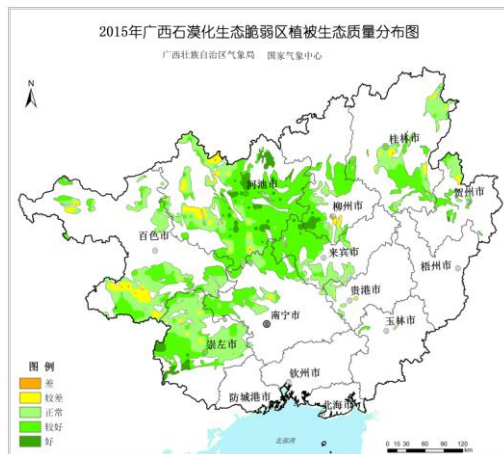 2015年广西石漠化生态脆弱区植被生态质量分布图
广西壮族自治区气象局 国家气象中心
N
桂林市
河池市
贺州市
柳州市
百色市
来宾市
梧州市
贵港市
南宁市
玉林市
崇左市
钦州市
防城港市
北海市
北部湾
图 例
差
较差
正常
较好
好
0 15 30 60 90 120
km